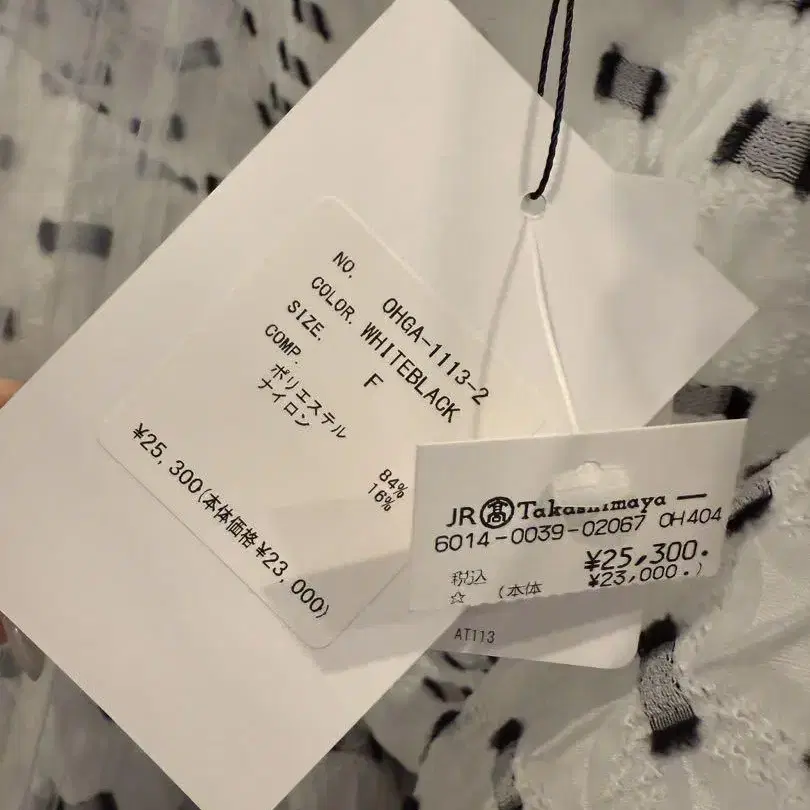 NO. OHGA-1113-2
COLOR. WHITEBLACK
SIZE. F
COMP.
ポリエステル 84%
ナイロン 16%
¥25,300(本体価格¥23,000)
JR 髙 Takashimaya
6014-0039-02067 OH404
¥25,300.
税込
☆ (本体 ¥23,000.)
AT113